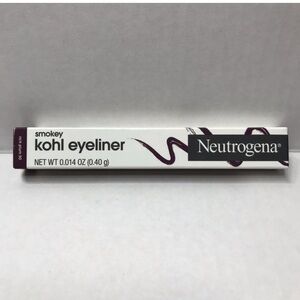 smokey
kohl eyeliner
NET WT 0.014 OZ (0.40 g)
Neutrogena®